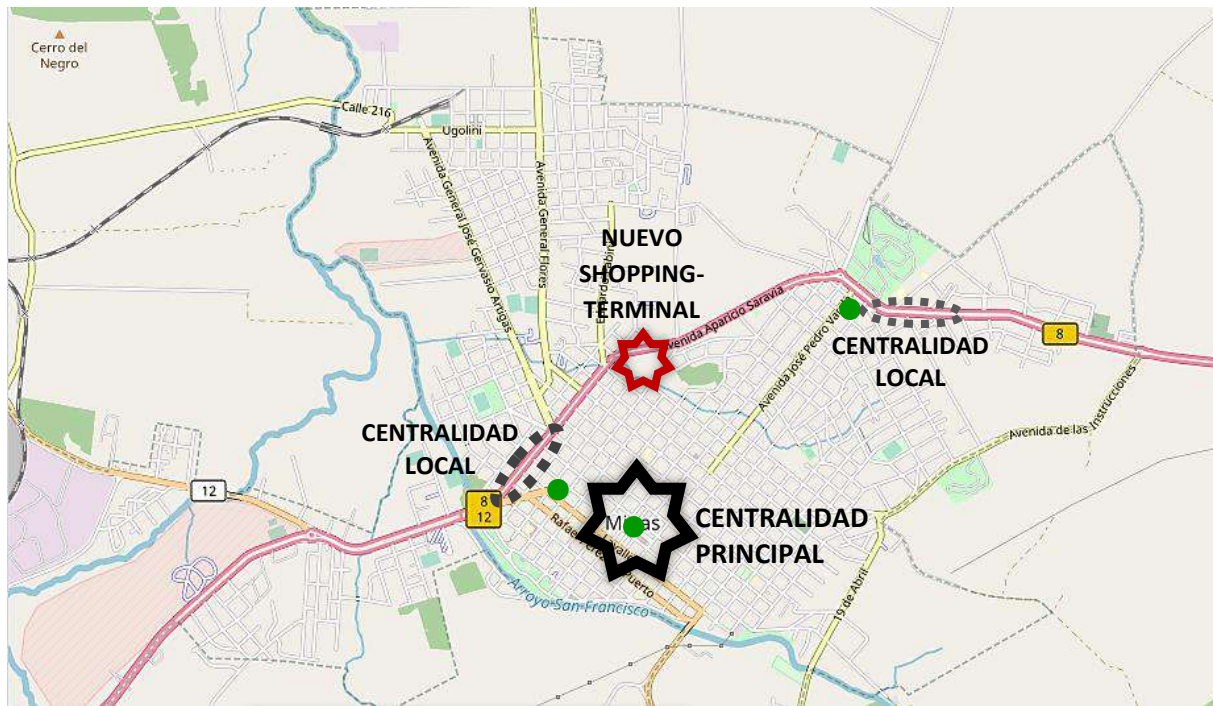 Cerro del
Negro
Calle 216
Ugolini
Avenida General Flores
Avenida General José Gervasio Artigas
NUEVO
SHOPPING-
TERMINAL
Avenida Aparicio Saravia
CENTRALIDAD
LOCAL
8
Avenida José Pedro Var
Avenida de las Instrucciones
CENTRALIDAD
LOCAL
12
8
12
CENTRALIDAD
PRINCIPAL
19 de Abril
Arroyo San Francisco